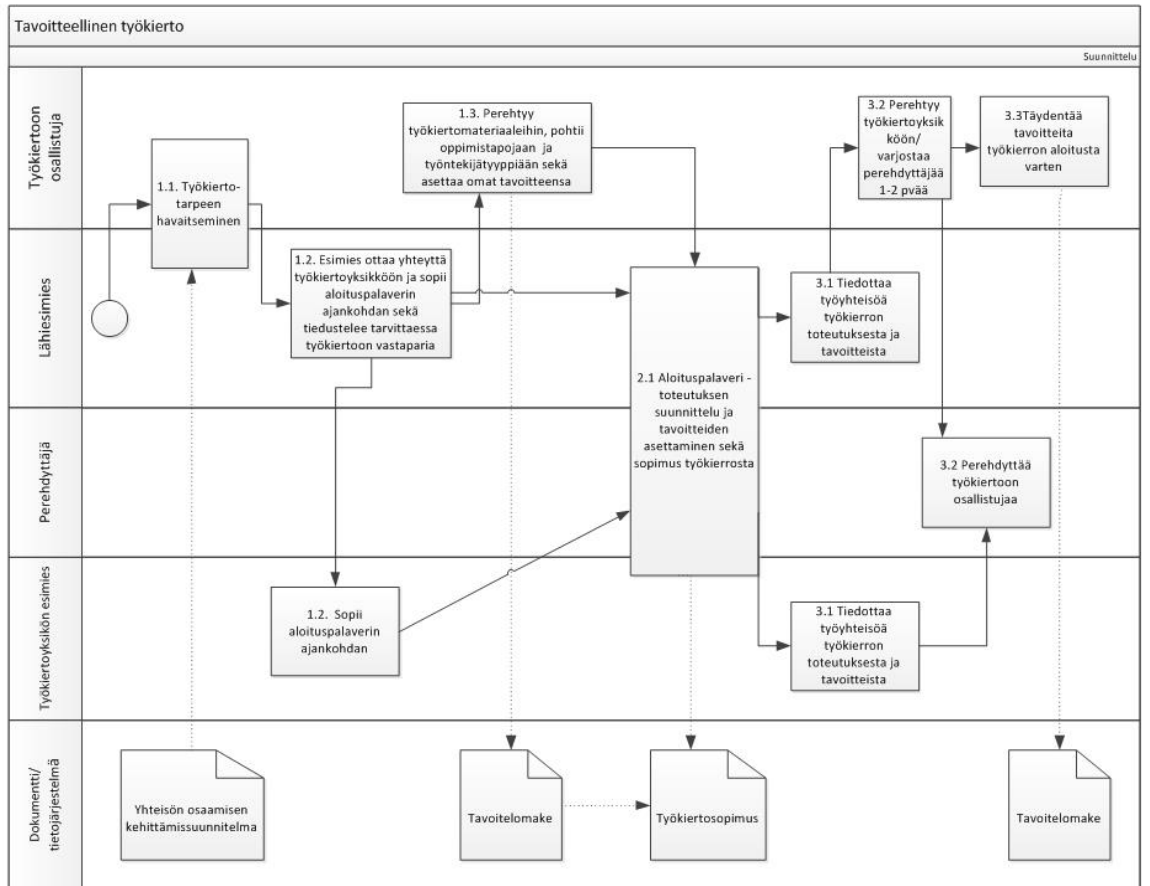 Tavoitteellinen työkierto
Suunnittelu
Työkiertoon
osallistuja
1.1. Työkierto-
tarpeen
havaitseminen
1.3. Perehtyy
työkiertomateriaaleihin, pohtii
oppimistapojaan ja
työntekijätyyppiään sekä
asettaa omat tavoitteensa
3.2 Perehtyy
työkiertoyksik
köön/
varjostaa
perehdyttäjää
1-2 pvää
3.3Täydentää
tavoitteita
työkierron aloitusta
varten
Lähiesimies
1.2. Esimies ottaa yhteyttä
työkiertoyksikköön ja sopii
aloituspalaverin
ajankohdan sekä
tiedustelee tarvittaessa
työkiertoon vastaparia
2.1 Aloituspalaveri -
toteutuksen
suunnittelu ja
tavoitteiden
asettaminen sekä
sopimus työkierrosta
3.1 Tiedottaa
työyhteisöä
työkierron
toteutuksesta ja
tavoitteista
Perehdyttäjä
3.2 Perehdyttää
työkiertoon
osallistujaa
Työkiertoyksikön esimies
1.2. Sopii
aloituspalaverin
ajankohdan
3.1 Tiedottaa
työyhteisöä
työkierron
toteutuksesta ja
tavoitteista
Dokumentti/
tietojärjestelmä
Yhteisön osaamisen
kehittämissuunnitelma
Tavoitelomake
Työkiertosopimus
Tavoitelomake